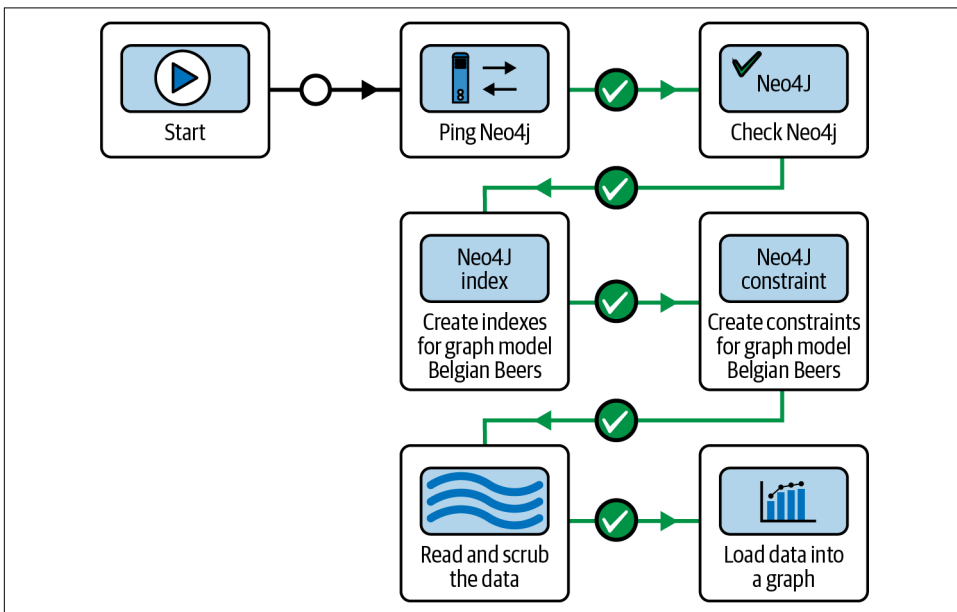 Start
8
Ping Neo4j
Neo4J
Check Neo4j
Neo4J
index
Create indexes
for graph model
Belgian Beers
Neo4J
constraint
Create constraints
for graph model
Belgian Beers
Read and scrub
the data
Load data into
a graph